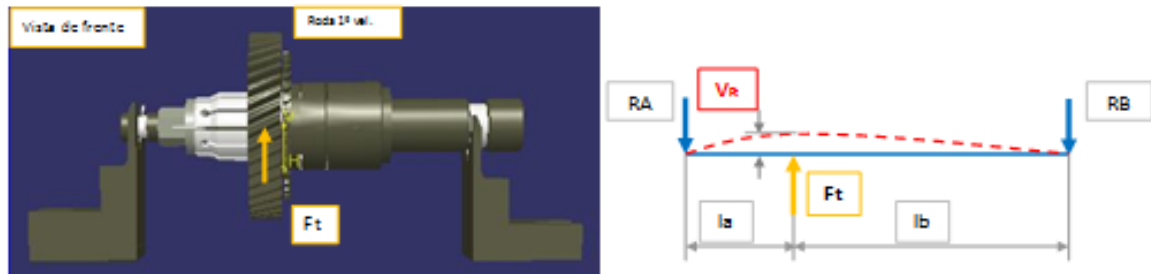 Vista de frente
Roda 1ª vel.
Ft
RA
VR
RB
Ft
la
lb